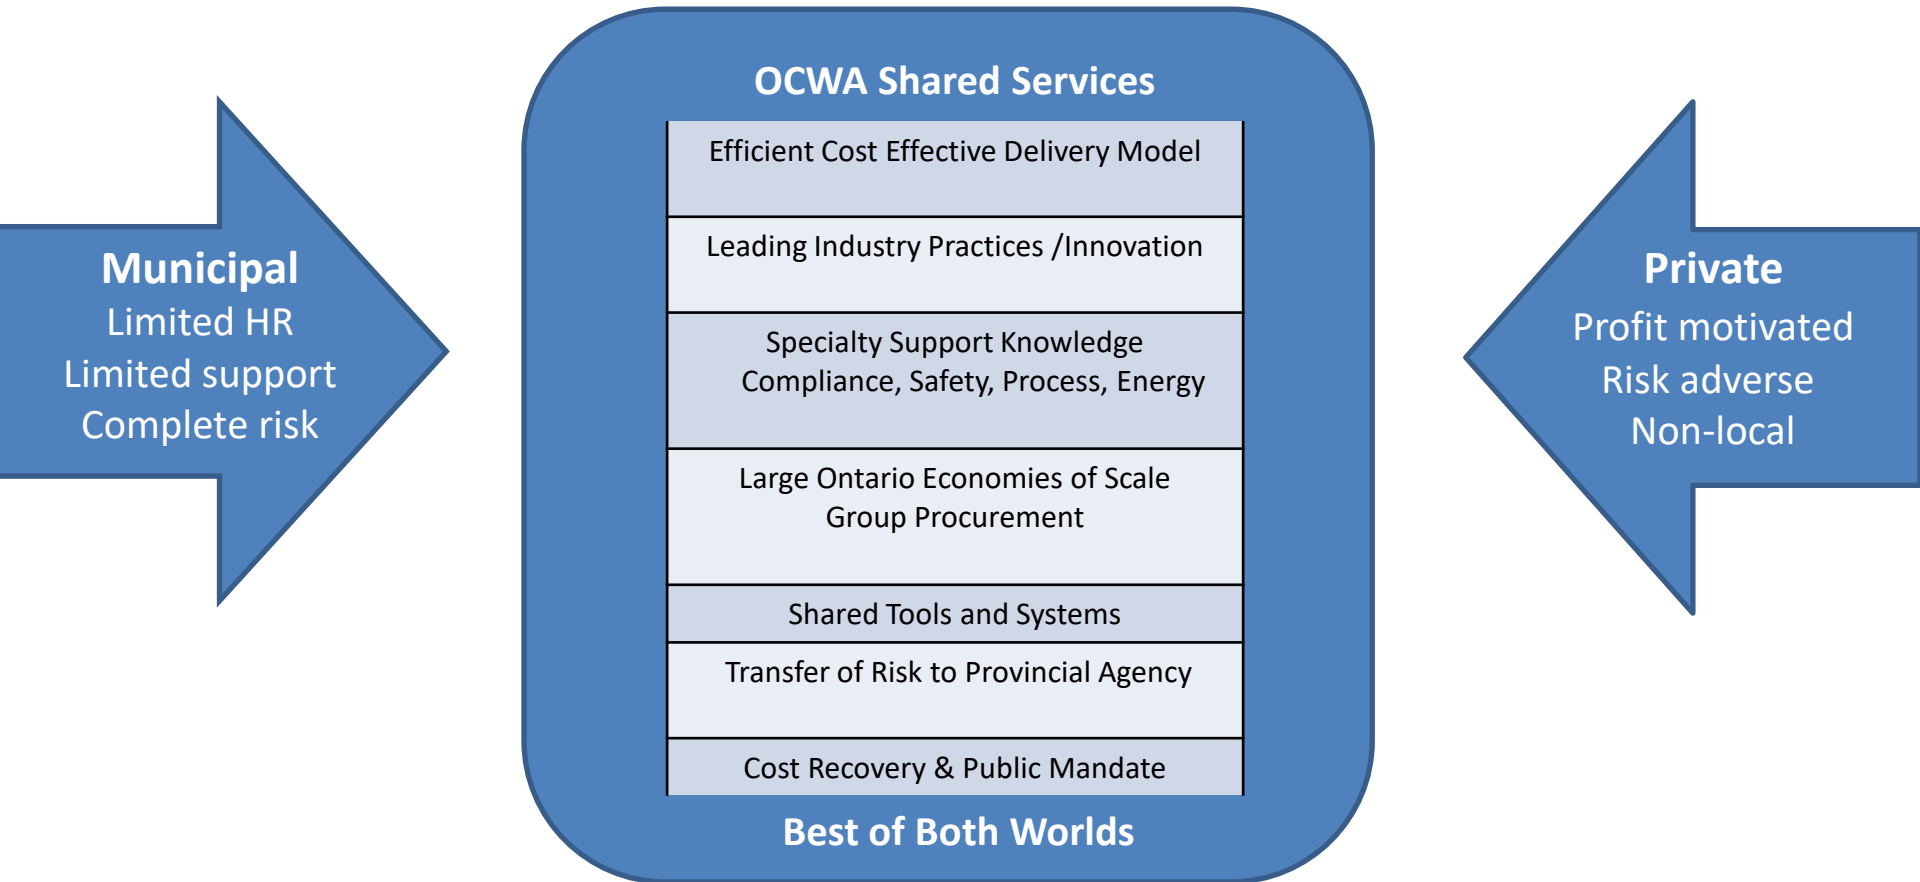 OCWA Shared Services
Efficient Cost Effective Delivery Model
Leading Industry Practices /Innovation
Specialty Support Knowledge
Compliance, Safety, Process, Energy
Large Ontario Economies of Scale
Group Procurement
Shared Tools and Systems
Transfer of Risk to Provincial Agency
Cost Recovery & Public Mandate
Best of Both Worlds
Municipal
Limited HR
Limited support
Complete risk
Private
Profit motivated
Risk adverse
Non-local